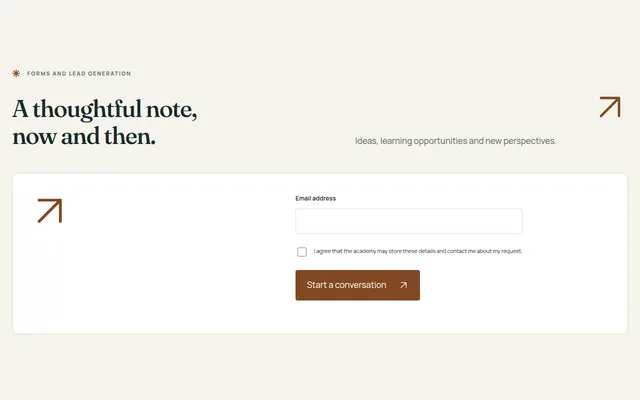 FORMS AND LEAD GENERATION
A thoughtful note,
now and then.
Ideas, learning opportunities and new perspectives.
Email address
I agree that the academy may store these details and contact me about my request.
Start a conversation